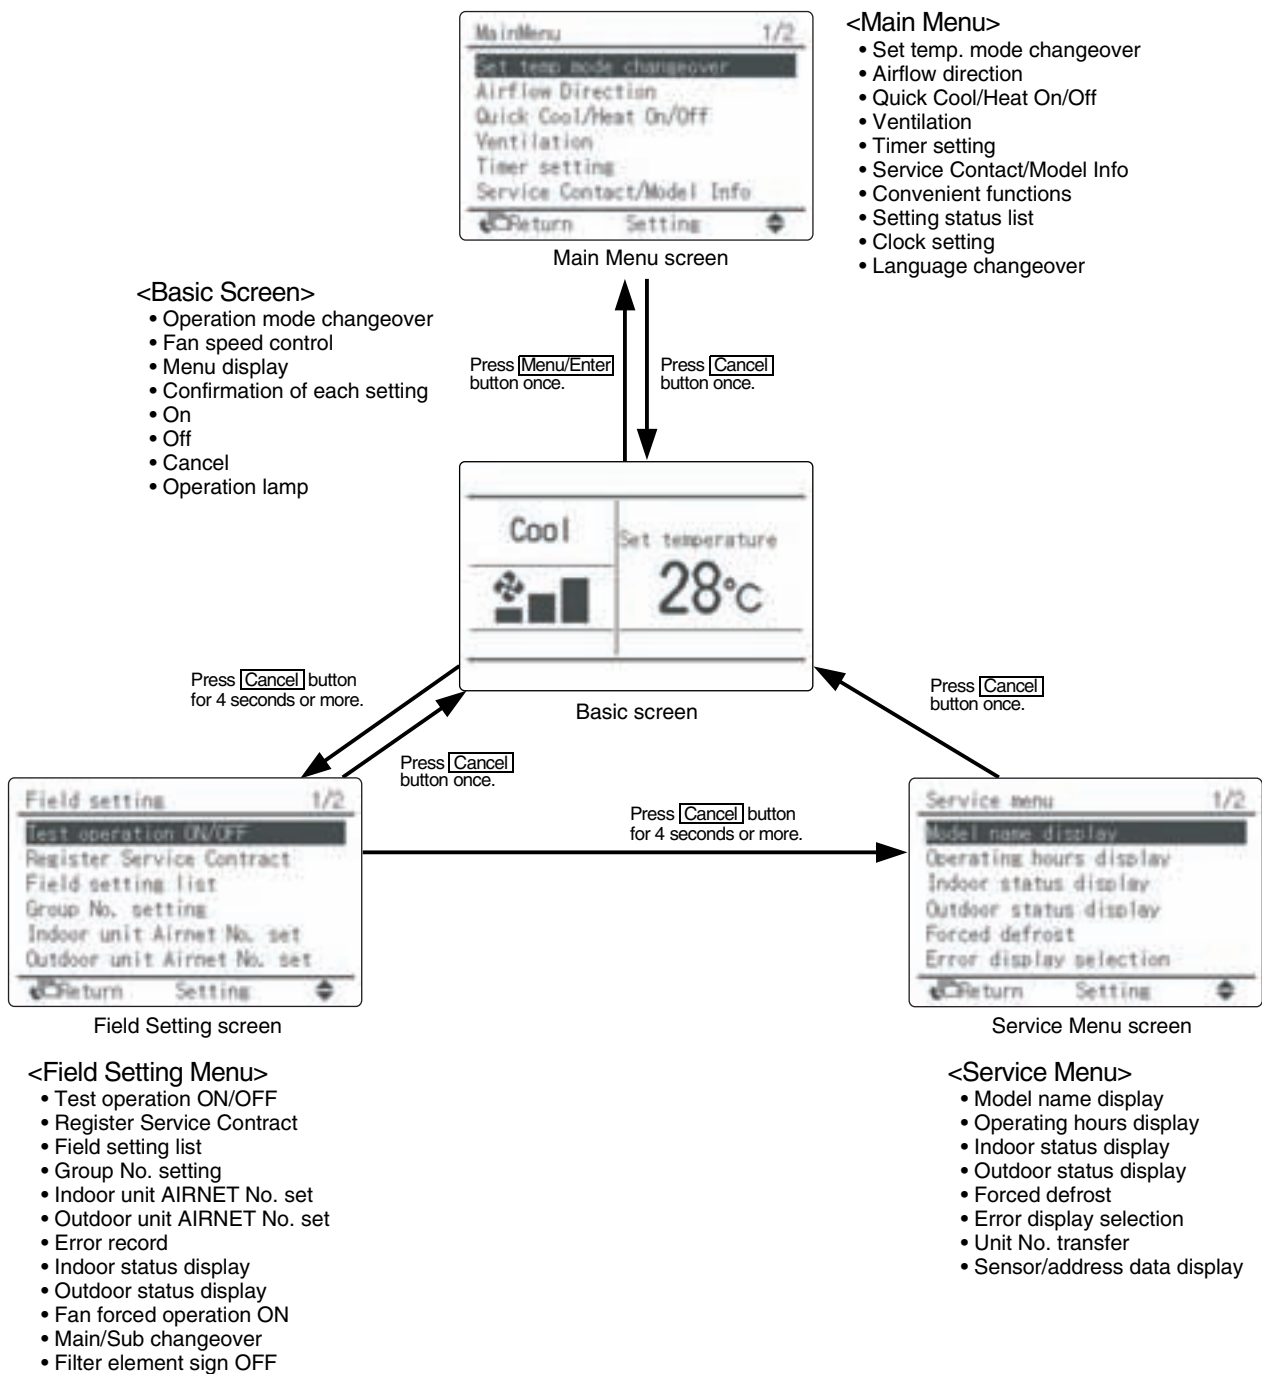 MainMenu 1/2
Set temp mode changeover
Airflow Direction
Quick Cool/Heat On/Off
Ventilation
Timer setting
Service Contact/Model Info
Return Setting
Main Menu screen
<Main Menu>
• Set temp. mode changeover
• Airflow direction
• Quick Cool/Heat On/Off
• Ventilation
• Timer setting
• Service Contact/Model Info
• Convenient functions
• Setting status list
• Clock setting
• Language changeover
<Basic Screen>
• Operation mode changeover
• Fan speed control
• Menu display
• Confirmation of each setting
• On
• Off
• Cancel
• Operation lamp
Press Menu/Enter
button once.
Press Cancel
button once.
Cool
Set temperature
28°C
Basic screen
Press Cancel button
for 4 seconds or more.
Press Cancel
button once.
Press Cancel
button once.
Press Cancel button
for 4 seconds or more.
Field setting 1/2
Test operation ON/OFF
Register Service Contract
Field setting list
Group No. setting
Indoor unit Airnet No. set
Outdoor unit Airnet No. set
Return Setting
Field Setting screen
<Field Setting Menu>
• Test operation ON/OFF
• Register Service Contract
• Field setting list
• Group No. setting
• Indoor unit AIRNET No. set
• Outdoor unit AIRNET No. set
• Error record
• Indoor status display
• Outdoor status display
• Fan forced operation ON
• Main/Sub changeover
• Filter element sign OFF
Service menu 1/2
Model name display
Operating hours display
Indoor status display
Outdoor status display
Forced defrost
Error display selection
Return Setting
Service Menu screen
<Service Menu>
• Model name display
• Operating hours display
• Indoor status display
• Outdoor status display
• Forced defrost
• Error display selection
• Unit No. transfer
• Sensor/address data display